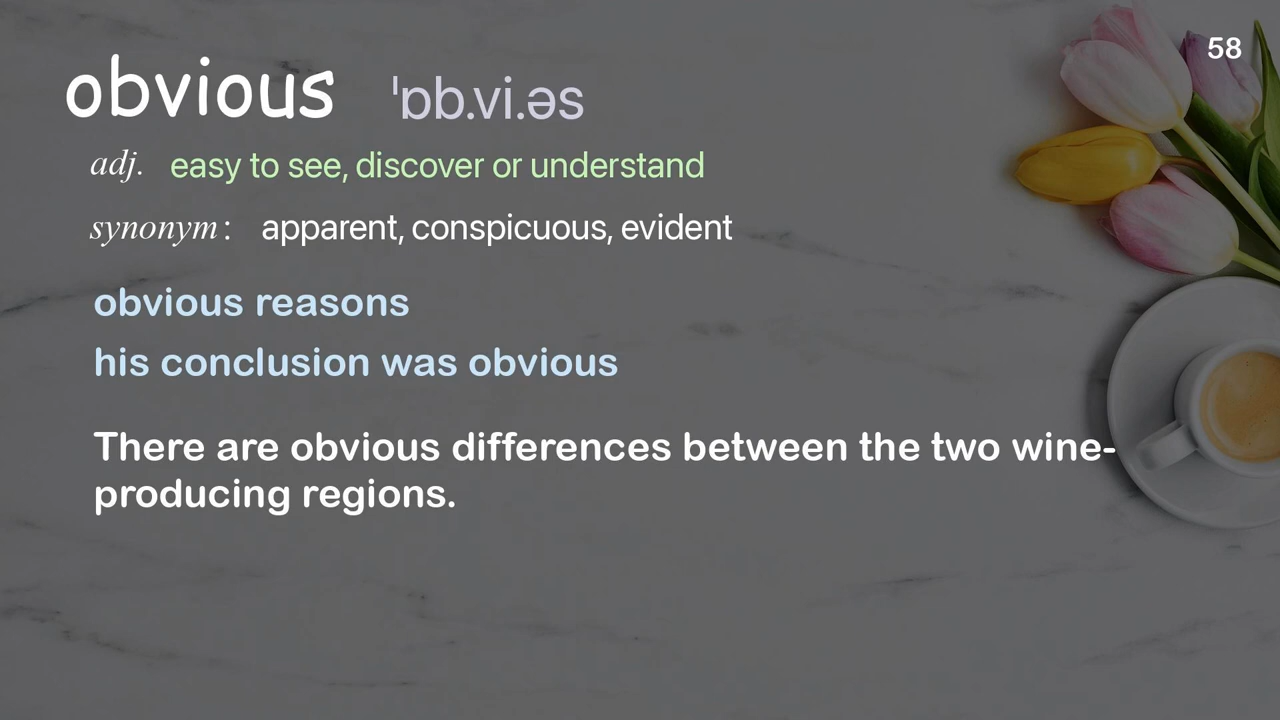 58
obvious ˈɒb.vi.əs
adj. easy to see, discover or understand
synonym: apparent, conspicuous, evident
obvious reasons
his conclusion was obvious
There are obvious differences between the two wine-
producing regions.